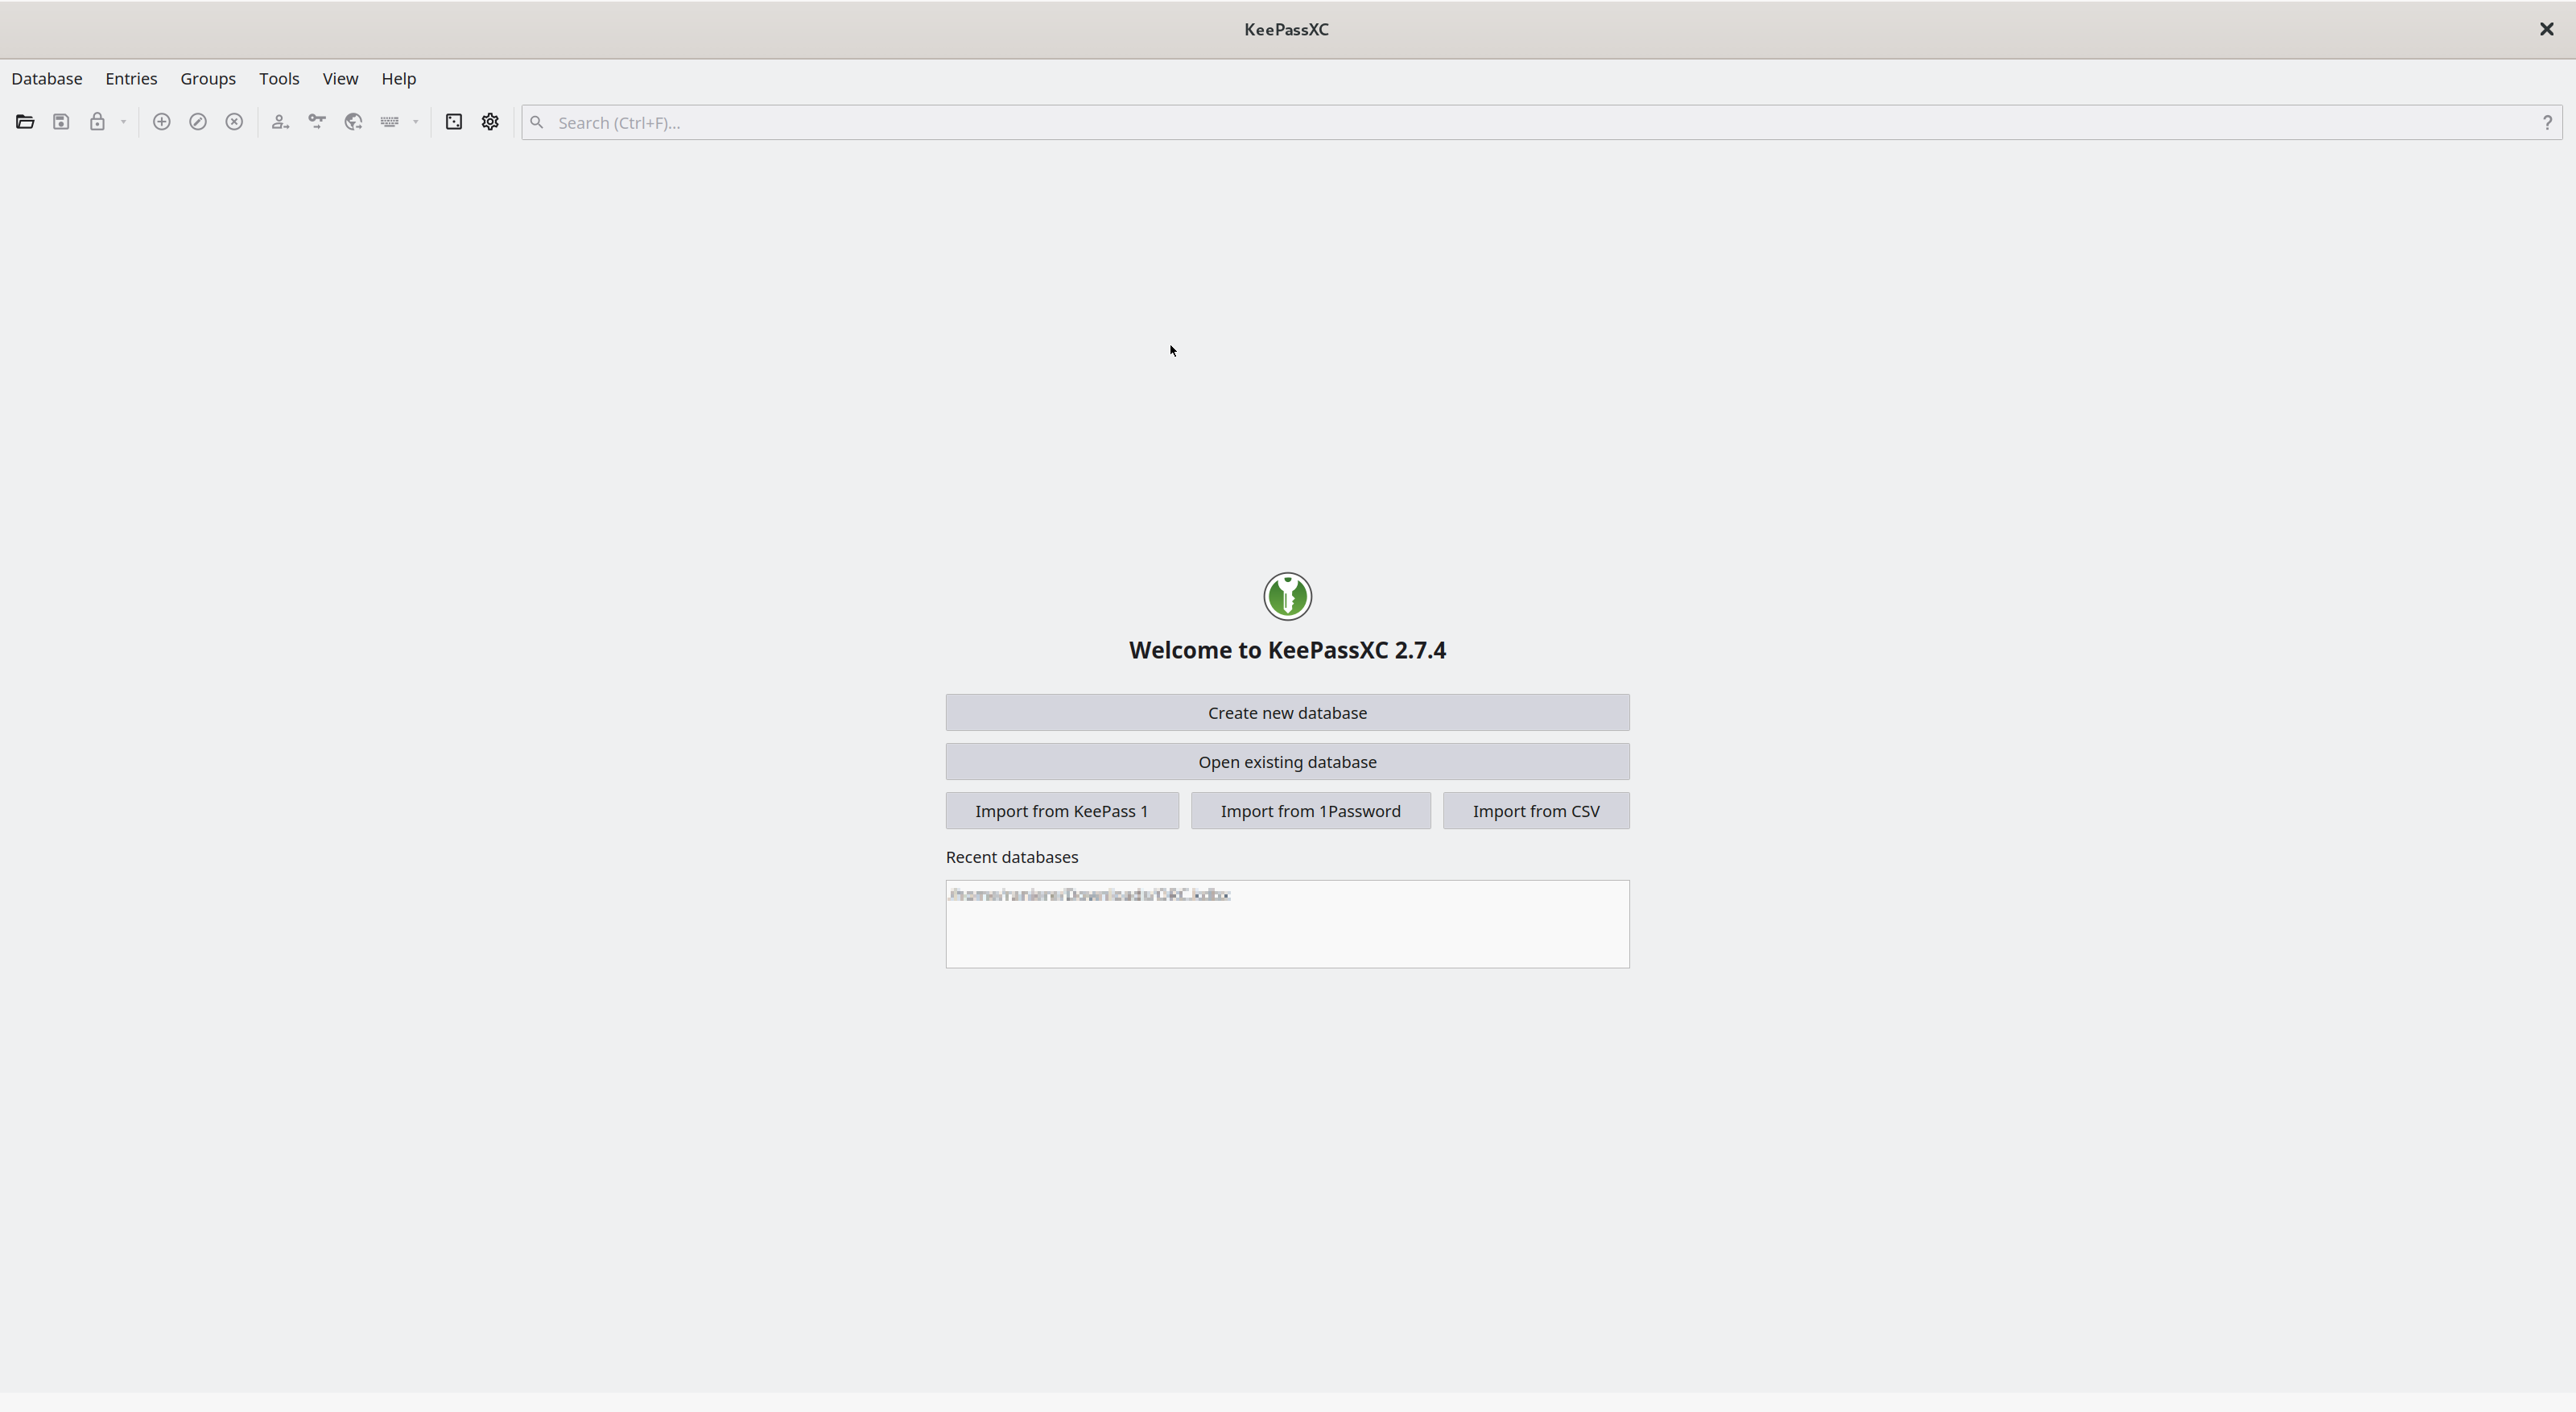 KeePassXC
Database Entries Groups Tools View Help
Search (Ctrl+F)... ?
Welcome to KeePassXC 2.7.4
Create new database
Open existing database
Import from KeePass 1 Import from 1Password Import from CSV
Recent databases